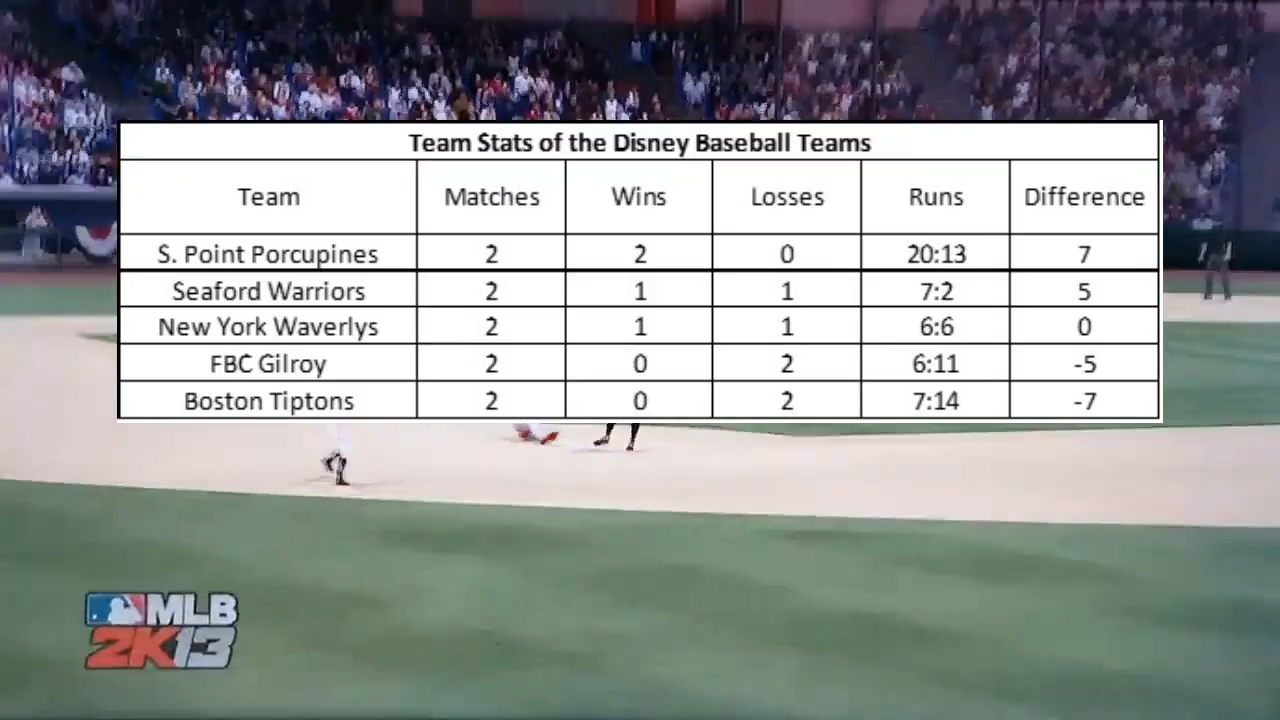 Team Stats of the Disney Baseball Teams
Team Matches Wins Losses Runs Difference
S. Point Porcupines 2 2 0 20:13 7
Seaford Warriors 2 1 1 7:2 5
New York Waverlys 2 1 1 6:6 0
FBC Gilroy 2 0 2 6:11 -5
Boston Tiptons 2 0 2 7:14 -7
MLB
2K13